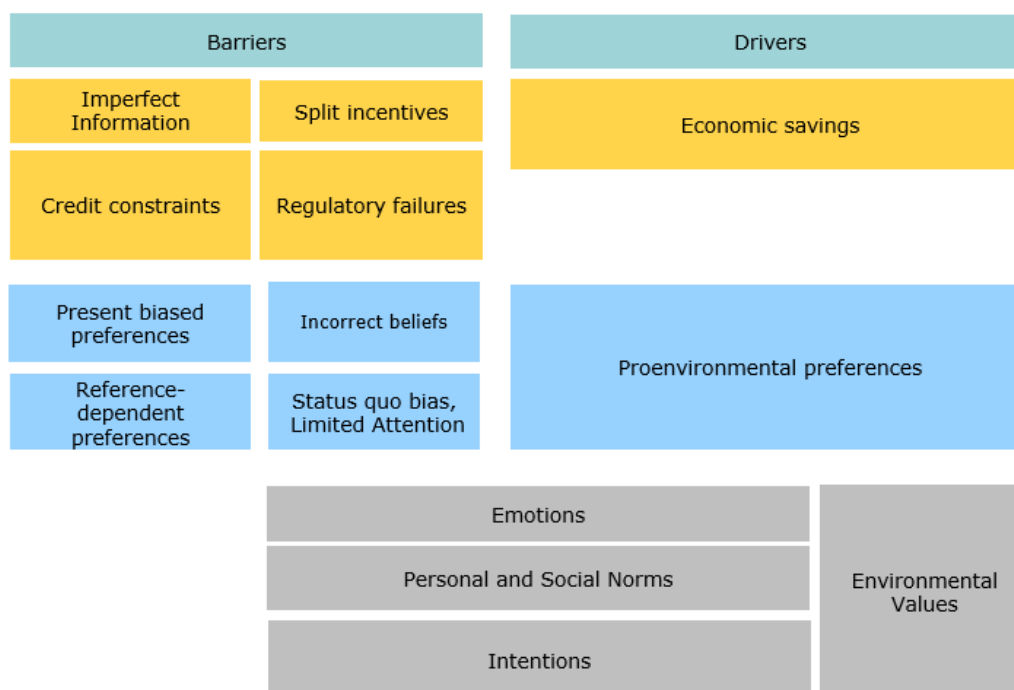 Barriers
Drivers
Imperfect
Information
Split incentives
Economic savings
Credit constraints
Regulatory failures
Present biased
preferences
Incorrect beliefs
Proenvironmental preferences
Reference-
dependent
preferences
Status quo bias,
Limited Attention
Emotions
Personal and Social Norms
Environmental
Values
Intentions